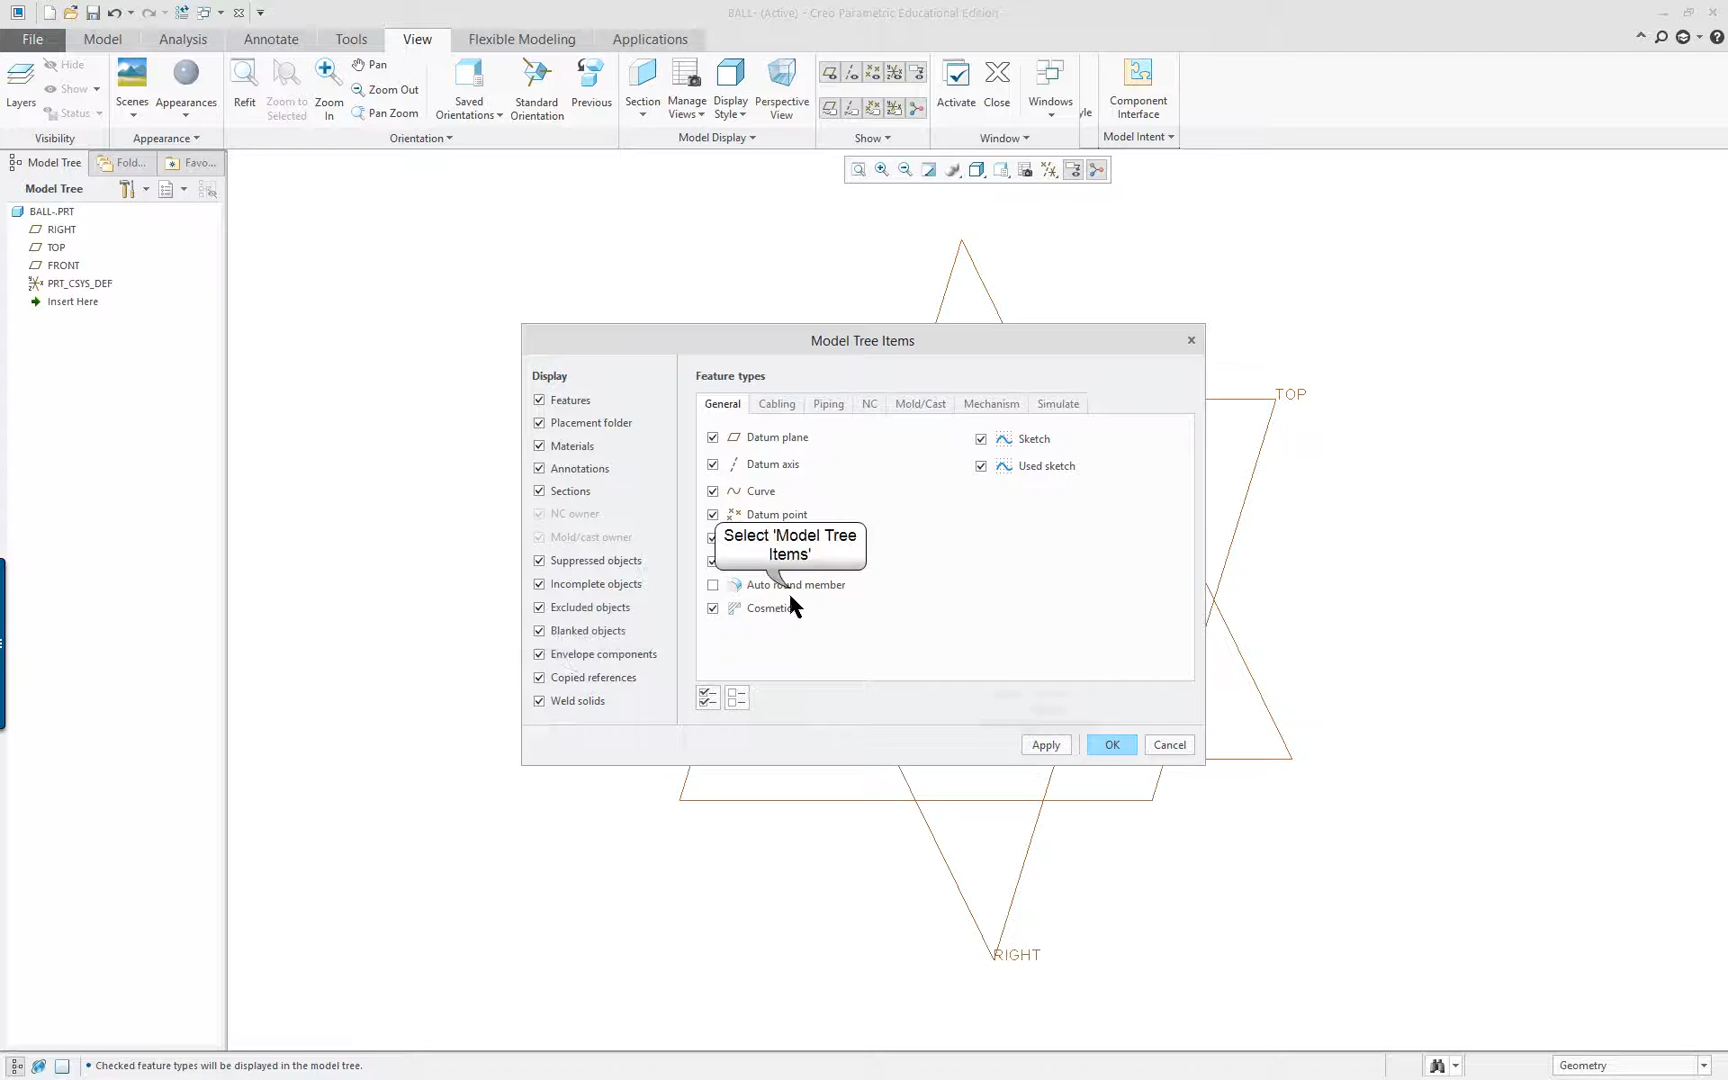 BALL- (Active) - Creo Parametric Educational Edition
File Model Analysis Annotate Tools View Flexible Modeling Applications
Layers
Hide
Show
Status
Scenes
Appearances
Refit
Zoom to
Selected
Zoom
In
Pan
Zoom Out
Pan Zoom
Saved
Orientations
Standard
Orientation
Previous
Section
Manage
Views
Display
Style
Perspective
View
Activate
Close
Windows
yle
Component
Interface
Visibility Appearance Orientation Model Display Show Window Model Intent
Model Tree Fold... Favo...
Model Tree
BALL-.PRT
RIGHT
TOP
FRONT
PRT_CSYS_DEF
Insert Here
TOP
Model Tree Items
Display
Features
Placement folder
Materials
Annotations
Sections
NC owner
Mold/cast owner
Suppressed objects
Incomplete objects
Excluded objects
Blanked objects
Envelope components
Copied references
Weld solids
Feature types
General Cabling Piping NC Mold/Cast Mechanism Simulate
Datum plane
Datum axis
Curve
Datum point
Select 'Model Tree
Items'
Auto round member
Cosmetic
Sketch
Used sketch
Apply OK Cancel
RIGHT
• Checked feature types will be displayed in the model tree.
Geometry